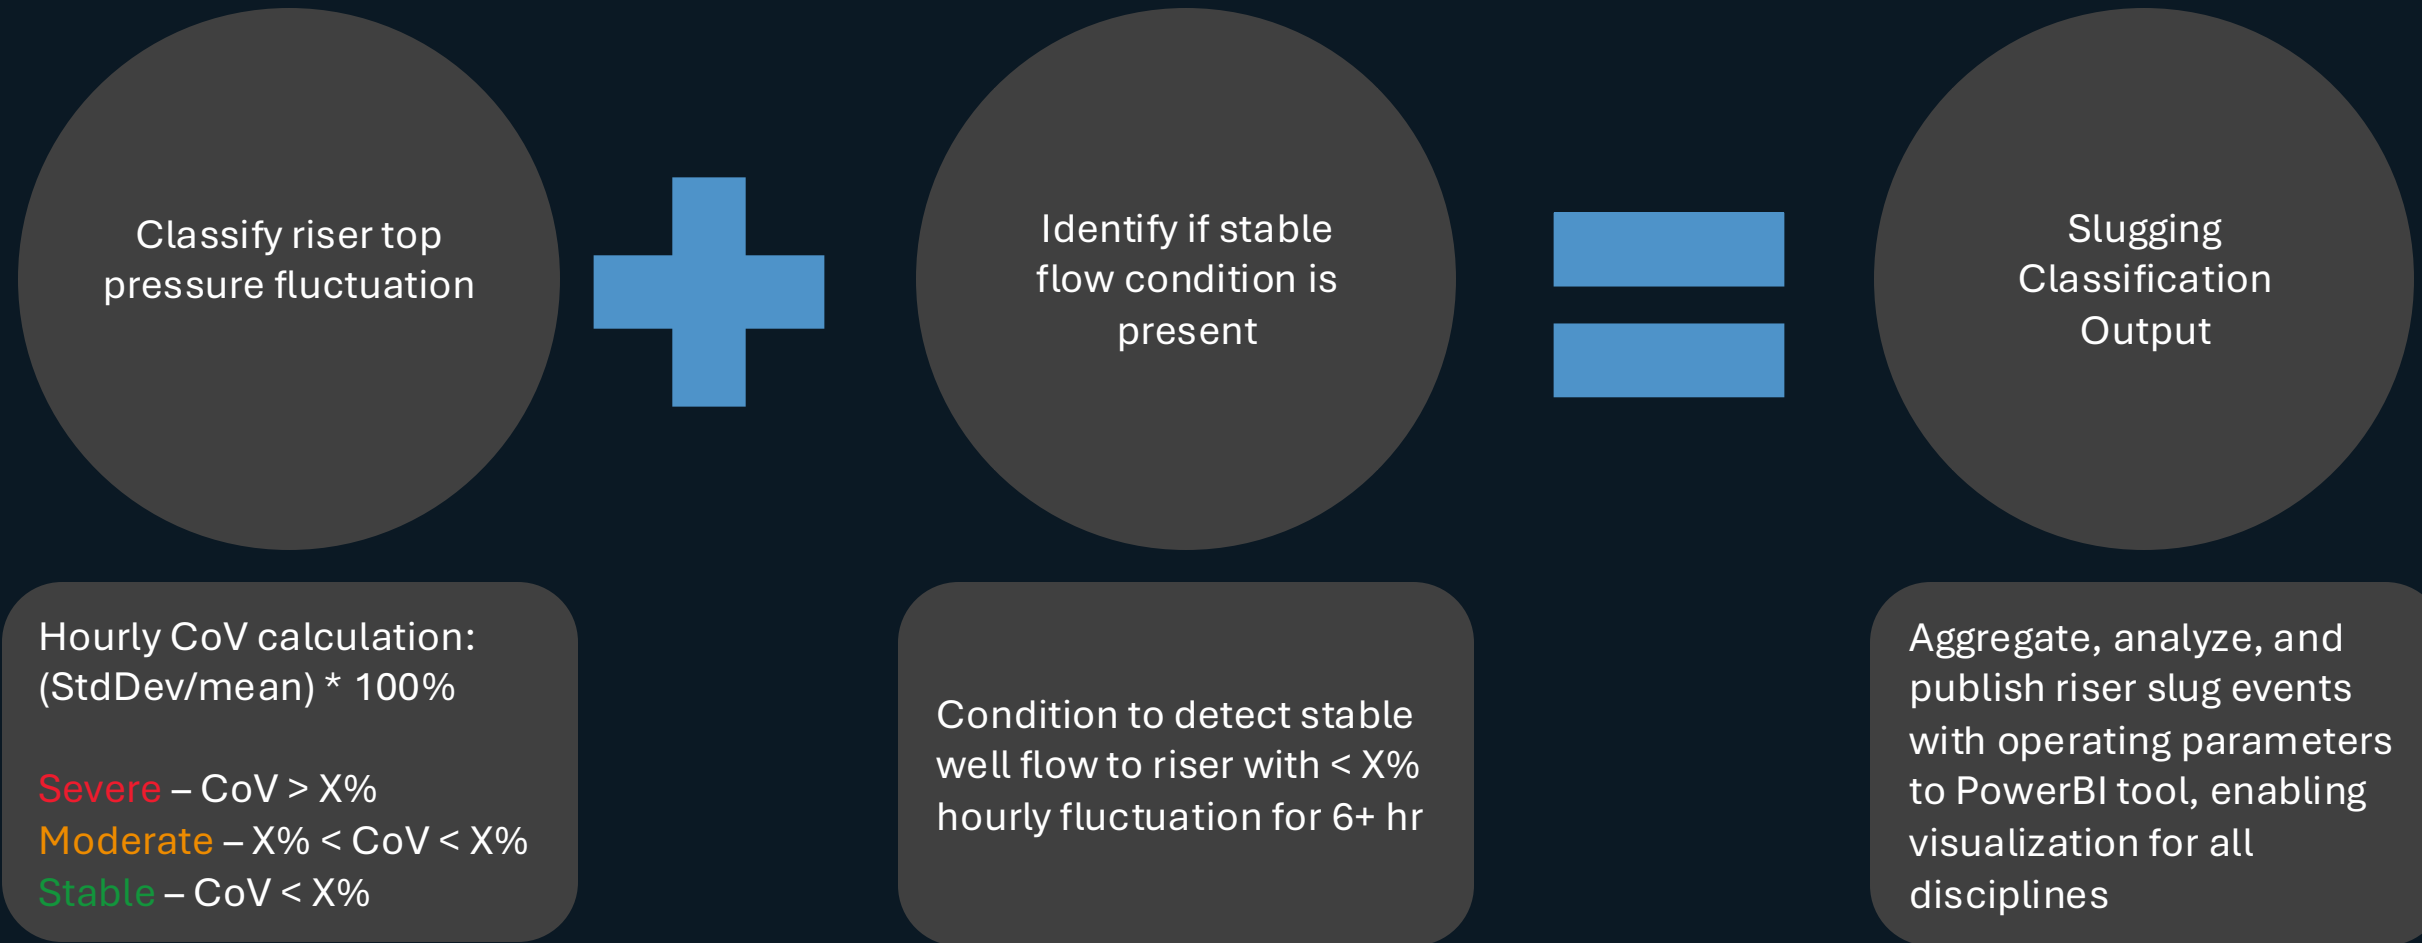 Classify riser top
pressure fluctuation
Identify if stable
flow condition is
present
Slugging
Classification
Output
Hourly CoV calculation:
(StdDev/mean) * 100%
Severe – CoV > X%
Moderate – X% < CoV < X%
Stable – CoV < X%
Condition to detect stable
well flow to riser with < X%
hourly fluctuation for 6+ hr
Aggregate, analyze, and
publish riser slug events
with operating parameters
to PowerBI tool, enabling
visualization for all
disciplines